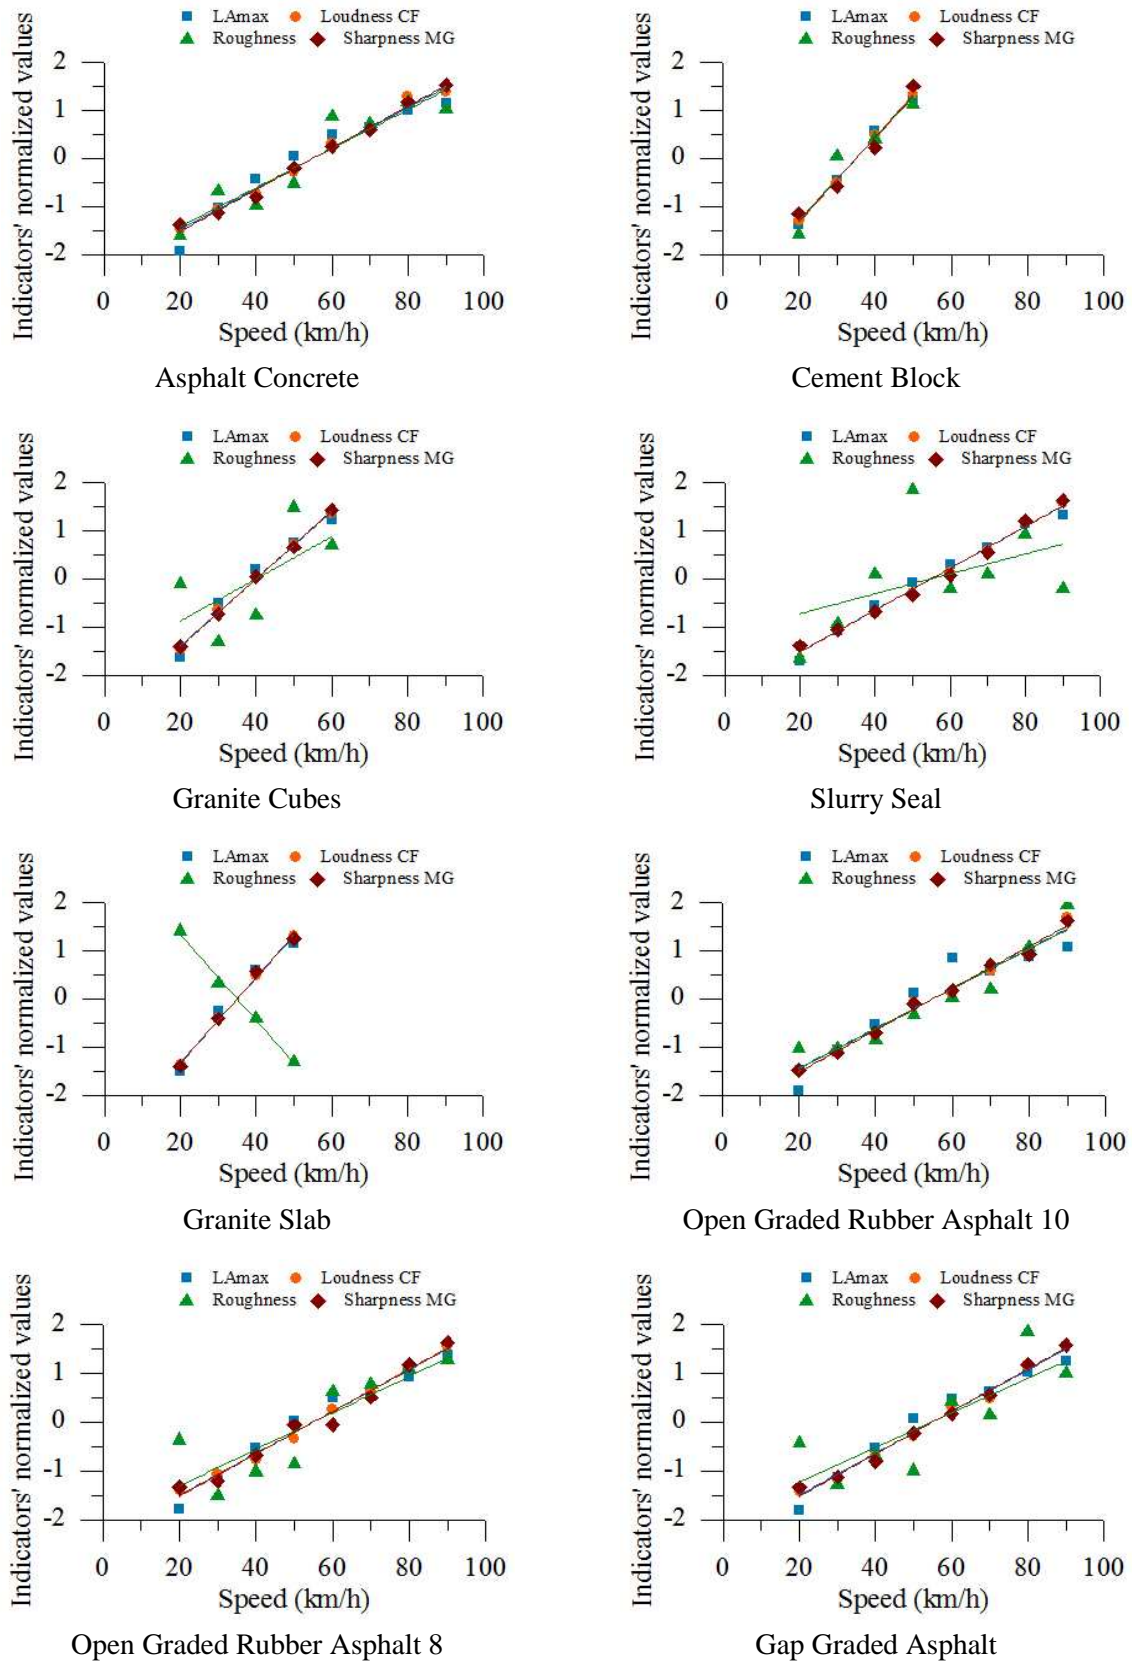 LAmax Loudness CF
Roughness Sharpness MG
Indicators' normalized values
2
1
0
-1
-2
0 20 40 60 80 100
Speed (km/h)
Asphalt Concrete
LAmax Loudness CF
Roughness Sharpness MG
Indicators' normalized values
2
1
0
-1
-2
0 20 40 60 80 100
Speed (km/h)
Cement Block
LAmax Loudness CF
Roughness Sharpness MG
Indicators' normalized values
2
1
0
-1
-2
0 20 40 60 80 100
Speed (km/h)
Granite Cubes
LAmax Loudness CF
Roughness Sharpness MG
Indicators' normalized values
2
1
0
-1
-2
0 20 40 60 80 100
Speed (km/h)
Slurry Seal
LAmax Loudness CF
Roughness Sharpness MG
Indicators' normalized values
2
1
0
-1
-2
0 20 40 60 80 100
Speed (km/h)
Granite Slab
LAmax Loudness CF
Roughness Sharpness MG
Indicators' normalized values
2
1
0
-1
-2
0 20 40 60 80 100
Speed (km/h)
Open Graded Rubber Asphalt 10
LAmax Loudness CF
Roughness Sharpness MG
Indicators' normalized values
2
1
0
-1
-2
0 20 40 60 80 100
Speed (km/h)
Open Graded Rubber Asphalt 8
LAmax Loudness CF
Roughness Sharpness MG
Indicators' normalized values
2
1
0
-1
-2
0 20 40 60 80 100
Speed (km/h)
Gap Graded Asphalt